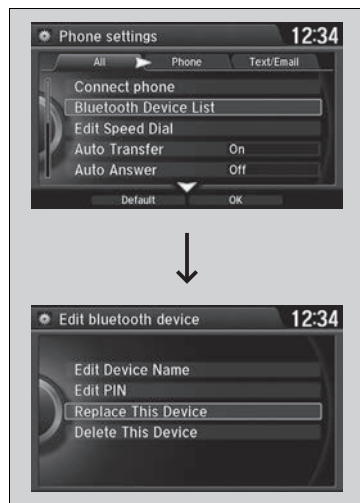 Phone settings 12:34
All Phone Text/Email
Connect phone
Bluetooth Device List
Edit Speed Dial
Auto Transfer On
Auto Answer Off
Default OK
Edit bluetooth device 12:34
Edit Device Name
Edit PIN
Replace This Device
Delete This Device